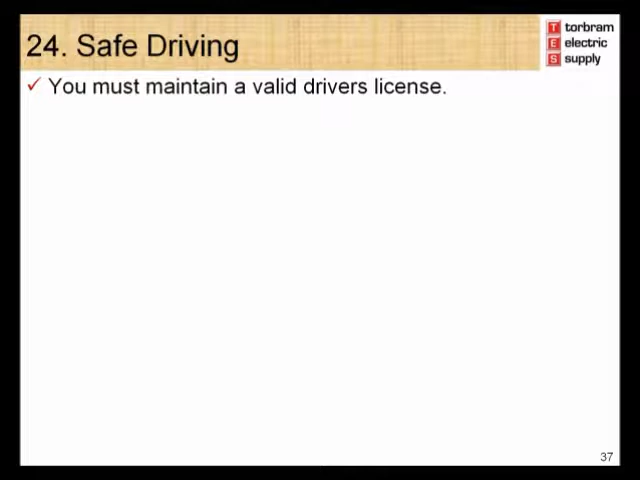 24. Safe Driving
T torbram
E electric
S supply
✓ You must maintain a valid drivers license.
37